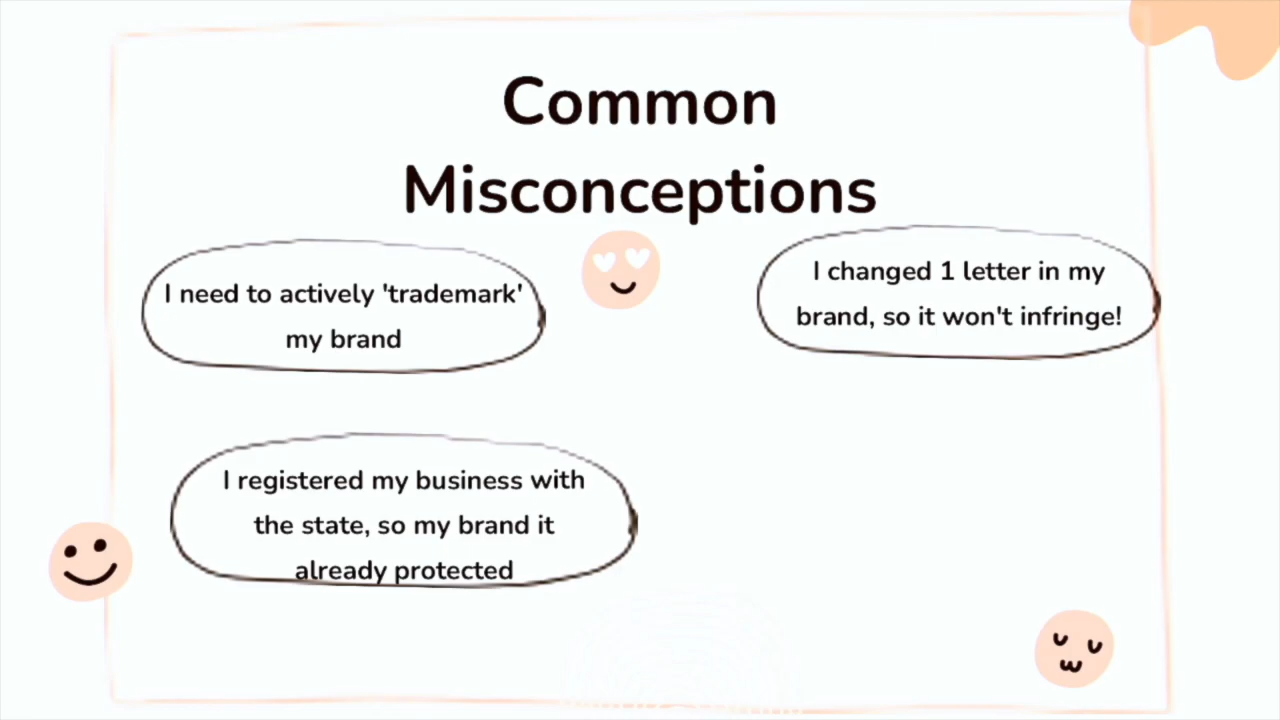 Common
Misconceptions
I need to actively 'trademark'
my brand
I changed 1 letter in my
brand, so it won't infringe!
I registered my business with
the state, so my brand it
already protected